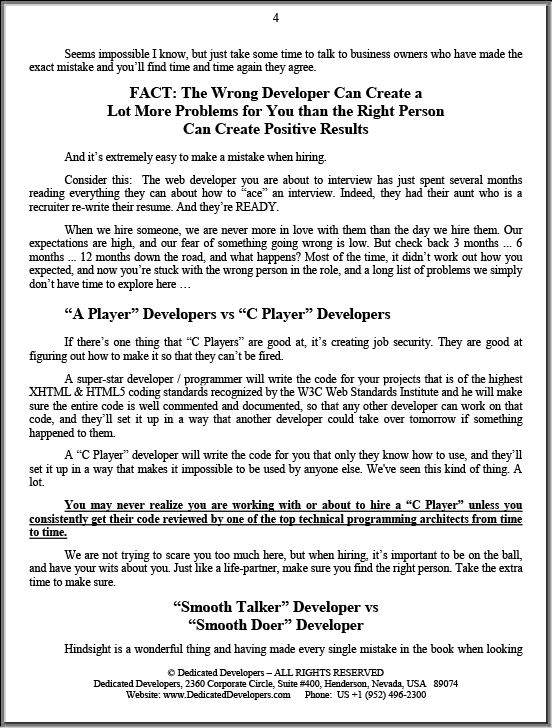 4
Seems impossible I know, but just take some time to talk to business owners who have made the
exact mistake and you’ll find time and time again they agree.
FACT: The Wrong Developer Can Create a
Lot More Problems for You than the Right Person
Can Create Positive Results
And it’s extremely easy to make a mistake when hiring.
Consider this:  The web developer you are about to interview has just spent several months
reading everything they can about how to “ace” an interview. Indeed, they had their aunt who is a
recruiter re-write their resume. And they’re READY.
When we hire someone, we are never more in love with them than the day we hire them. Our
expectations are high, and our fear of something going wrong is low. But check back 3 months ... 6
months ... 12 months down the road, and what happens? Most of the time, it didn’t work out how you
expected, and now you’re stuck with the wrong person in the role, and a long list of problems we simply
don’t have time to explore here …
“A Player” Developers vs “C Player” Developers
If there’s one thing that “C Players” are good at, it’s creating job security. They are good at
figuring out how to make it so that they can’t be fired.
A super-star developer / programmer will write the code for your projects that is of the highest
XHTML & HTML5 coding standards recognized by the W3C Web Standards Institute and he will make
sure the entire code is well commented and documented, so that any other developer can work on that
code, and they’ll set it up in a way that another developer could take over tomorrow if something
happened to them.
A “C Player” developer will write the code for you that only they know how to use, and they’ll
set it up in a way that makes it impossible to be used by anyone else. We've seen this kind of thing. A
lot.
You may never realize you are working with or about to hire a “C Player” unless you
consistently get their code reviewed by one of the top technical programming architects from time
to time.
We are not trying to scare you too much here, but when hiring, it’s important to be on the ball,
and have your wits about you. Just like a life-partner, make sure you find the right person. Take the extra
time to make sure.
“Smooth Talker” Developer vs
“Smooth Doer” Developer
Hindsight is a wonderful thing and having made every single mistake in the book when looking
© Dedicated Developers – ALL RIGHTS RESERVED
Dedicated Developers, 2360 Corporate Circle, Suite #400, Henderson, Nevada, USA  89074
Website: www.DedicatedDevelopers.com    Phone:  US +1 (952) 496-2300